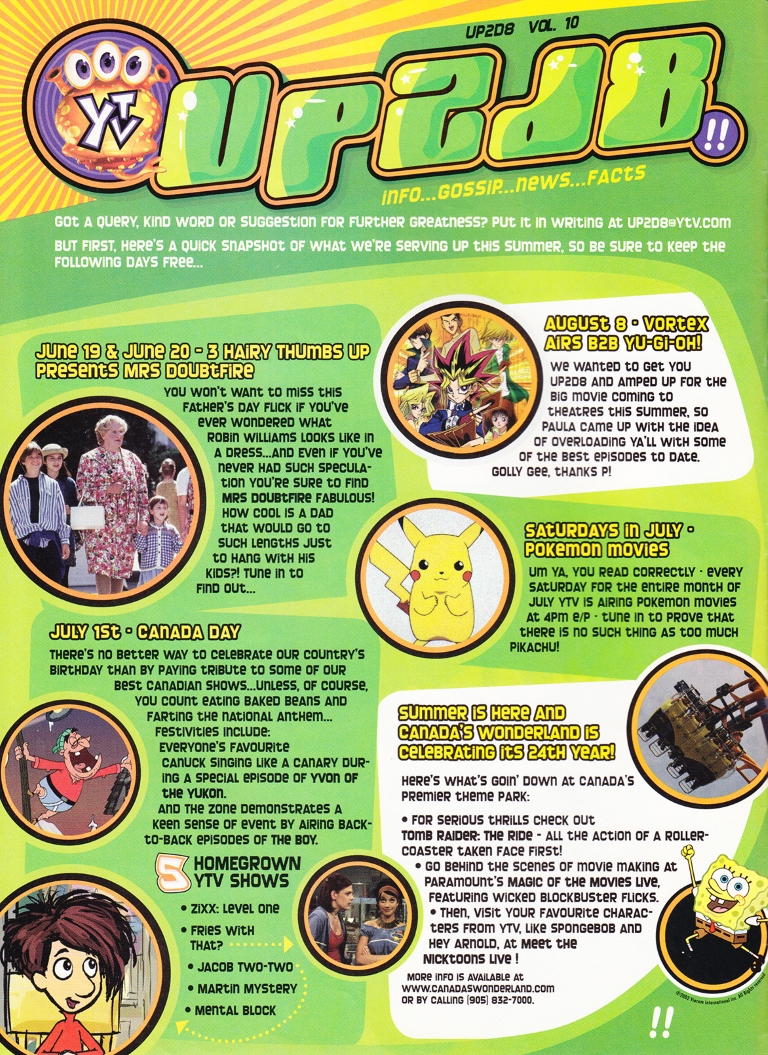 UP2D8 VOL. 10
YTV
UP2D8!!
INFO...GOSSIP...NEWS...FACTS
GOT A QUERY, KIND WORD OR SUGGESTION FOR FURTHER GREATNESS? PUT IT IN WRITING AT UP2D8@YTV.COM
BUT FIRST, HERE'S A QUICK SNAPSHOT OF WHAT WE'RE SERVING UP THIS SUMMER, SO BE SURE TO KEEP THE
FOLLOWING DAYS FREE...
JUNE 19 & JUNE 20 - 3 HAIRY THUMBS UP
PRESENTS MRS DOUBTFIRE
YOU WON'T WANT TO MISS THIS
FATHER'S DAY FLICK IF YOU'VE
EVER WONDERED WHAT
ROBIN WILLIAMS LOOKS LIKE IN
A DRESS...AND EVEN IF YOU'VE
NEVER HAD SUCH SPECULA-
TION YOU'RE SURE TO FIND
MRS DOUBTFIRE FABULOUS!
HOW COOL IS A DAD
THAT WOULD GO TO
SUCH LENGTHS JUST
TO HANG WITH HIS
KIDS?! TUNE IN TO
FIND OUT...
AUGUST 8 - VORTEX
AIRS B2B YU-GI-OH!
WE WANTED TO GET YOU
UP2D8 AND AMPED UP FOR THE
BIG MOVIE COMING TO
THEATRES THIS SUMMER, SO
PAULA CAME UP WITH THE IDEA
OF OVERLOADING YA'LL WITH SOME
OF THE BEST EPISODES TO DATE.
GOLLY GEE, THANKS P!
SATURDAYS IN JULY -
POKEMON MOVIES
UM YA, YOU READ CORRECTLY - EVERY
SATURDAY FOR THE ENTIRE MONTH OF
JULY YTV IS AIRING POKEMON MOVIES
AT 4PM E/P - TUNE IN TO PROVE THAT
THERE IS NO SUCH THING AS TOO MUCH
PIKACHU!
JULY 1ST - CANADA DAY
THERE'S NO BETTER WAY TO CELEBRATE OUR COUNTRY'S
BIRTHDAY THAN BY PAYING TRIBUTE TO SOME OF OUR
BEST CANADIAN SHOWS...UNLESS, OF COURSE,
YOU COUNT EATING BAKED BEANS AND
FARTING THE NATIONAL ANTHEM...
FESTIVITIES INCLUDE:
EVERYONE'S FAVOURITE
CANUCK SINGING LIKE A CANARY DUR-
ING A SPECIAL EPISODE OF YVON OF
THE YUKON.
AND THE ZONE DEMONSTRATES A
KEEN SENSE OF EVENT BY AIRING BACK-
TO-BACK EPISODES OF THE BOY.
5 HOMEGROWN
YTV SHOWS
• ZIXX: LEVEL ONE
• FRIES WITH
THAT?
• JACOB TWO-TWO
• MARTIN MYSTERY
• MENTAL BLOCK
SUMMER IS HERE AND
CANADA'S WONDERLAND IS
CELEBRATING ITS 24TH YEAR!
HERE'S WHAT'S GOIN' DOWN AT CANADA'S
PREMIER THEME PARK:
• FOR SERIOUS THRILLS CHECK OUT
TOMB RAIDER: THE RIDE - ALL THE ACTION OF A ROLLER-
COASTER TAKEN FACE FIRST!
• GO BEHIND THE SCENES OF MOVIE MAKING AT
PARAMOUNT'S MAGIC OF THE MOVIES LIVE,
FEATURING WICKED BLOCKBUSTER FLICKS.
• THEN, VISIT YOUR FAVOURITE CHARAC-
TERS FROM YTV, LIKE SPONGEBOB AND
HEY ARNOLD, AT MEET THE
NICKTOONS LIVE !
MORE INFO IS AVAILABLE AT
WWW.CANADASWONDERLAND.COM
OR BY CALLING (905) 832-7000.
©2003 Viacom International Inc. All Rights Reserved
!!